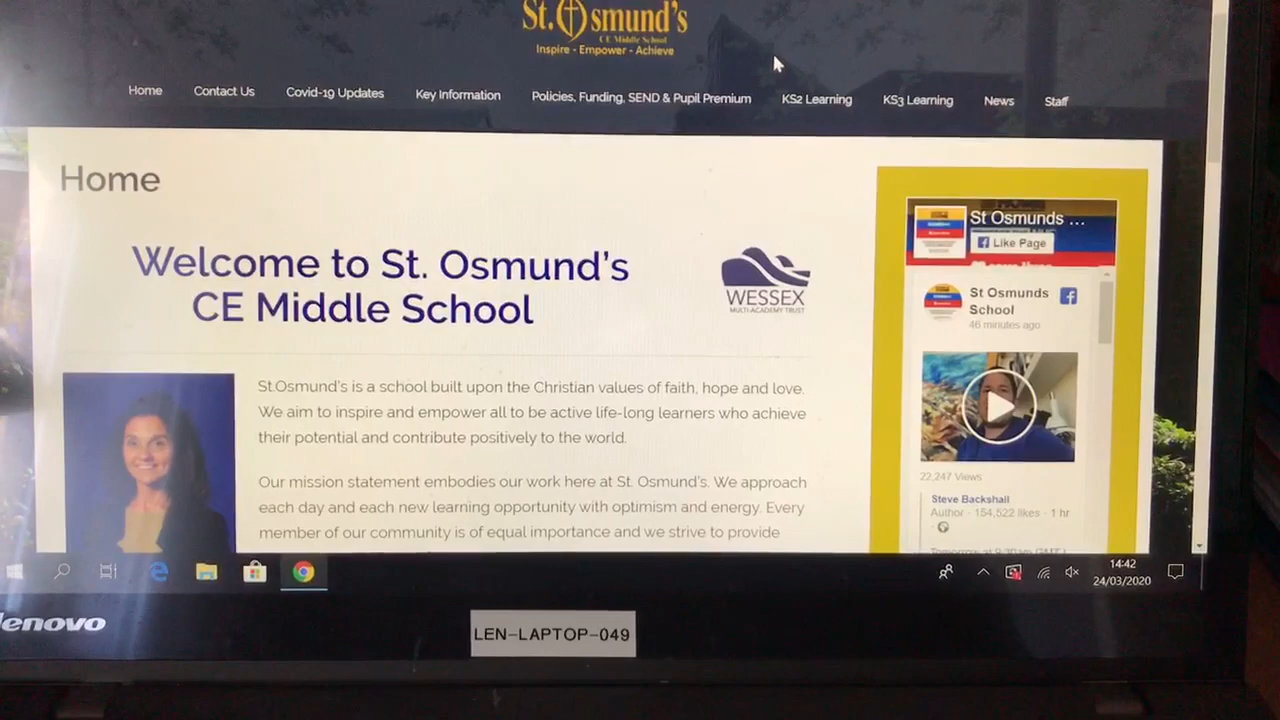 St. Osmund's
CE Middle School
Inspire - Empower - Achieve
Home
Contact Us
Covid-19 Updates
Key Information
Policies, Funding, SEND & Pupil Premium
KS2 Learning
KS3 Learning
News
Staff
Home
Welcome to St. Osmund's
CE Middle School
WESSEX
MULTI-ACADEMY TRUST
St.Osmund's is a school built upon the Christian values of faith, hope and love.
We aim to inspire and empower all to be active life-long learners who achieve
their potential and contribute positively to the world.
Our mission statement embodies our work here at St. Osmund's. We approach
each day and each new learning opportunity with optimism and energy. Every
member of our community is of equal importance and we strive to provide
St Osmunds ...
Like Page
St Osmunds
School
46 minutes ago
22,247 Views
Steve Backshall
Author · 154,522 likes · 1 hr
·
14:42
24/03/2020
lenovo
LEN-LAPTOP-049